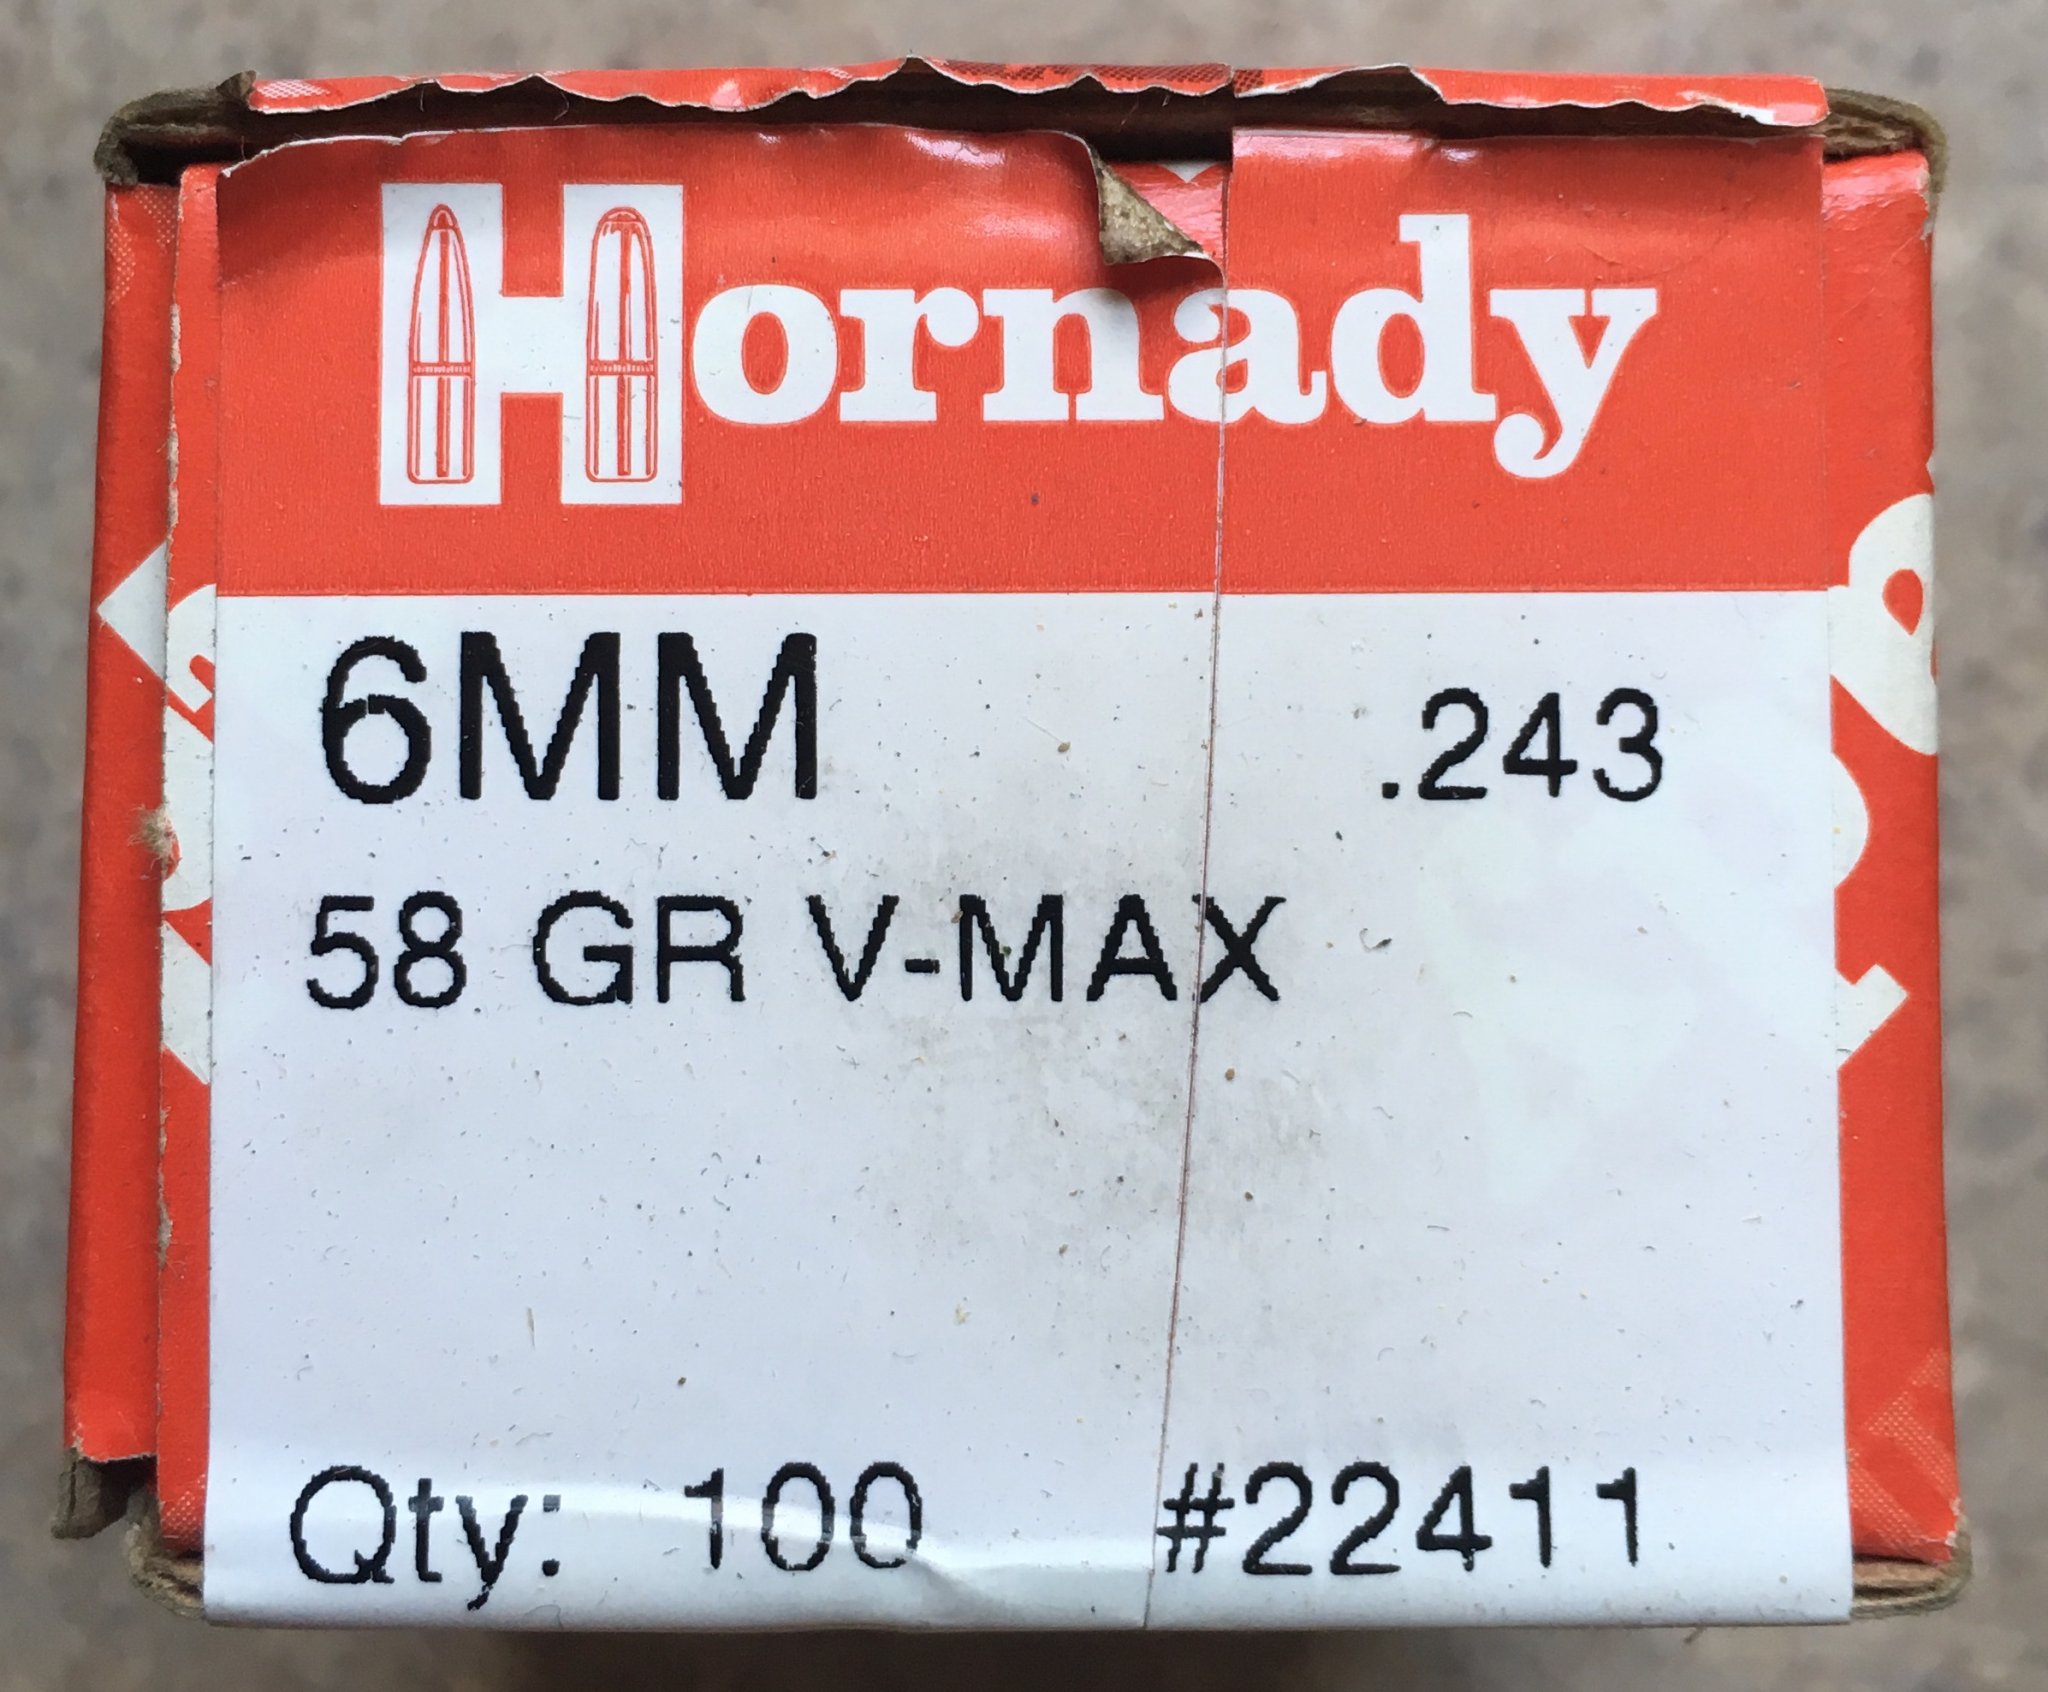 Hornady
6MM .243
58 GR V-MAX
Qty: 100 #22411